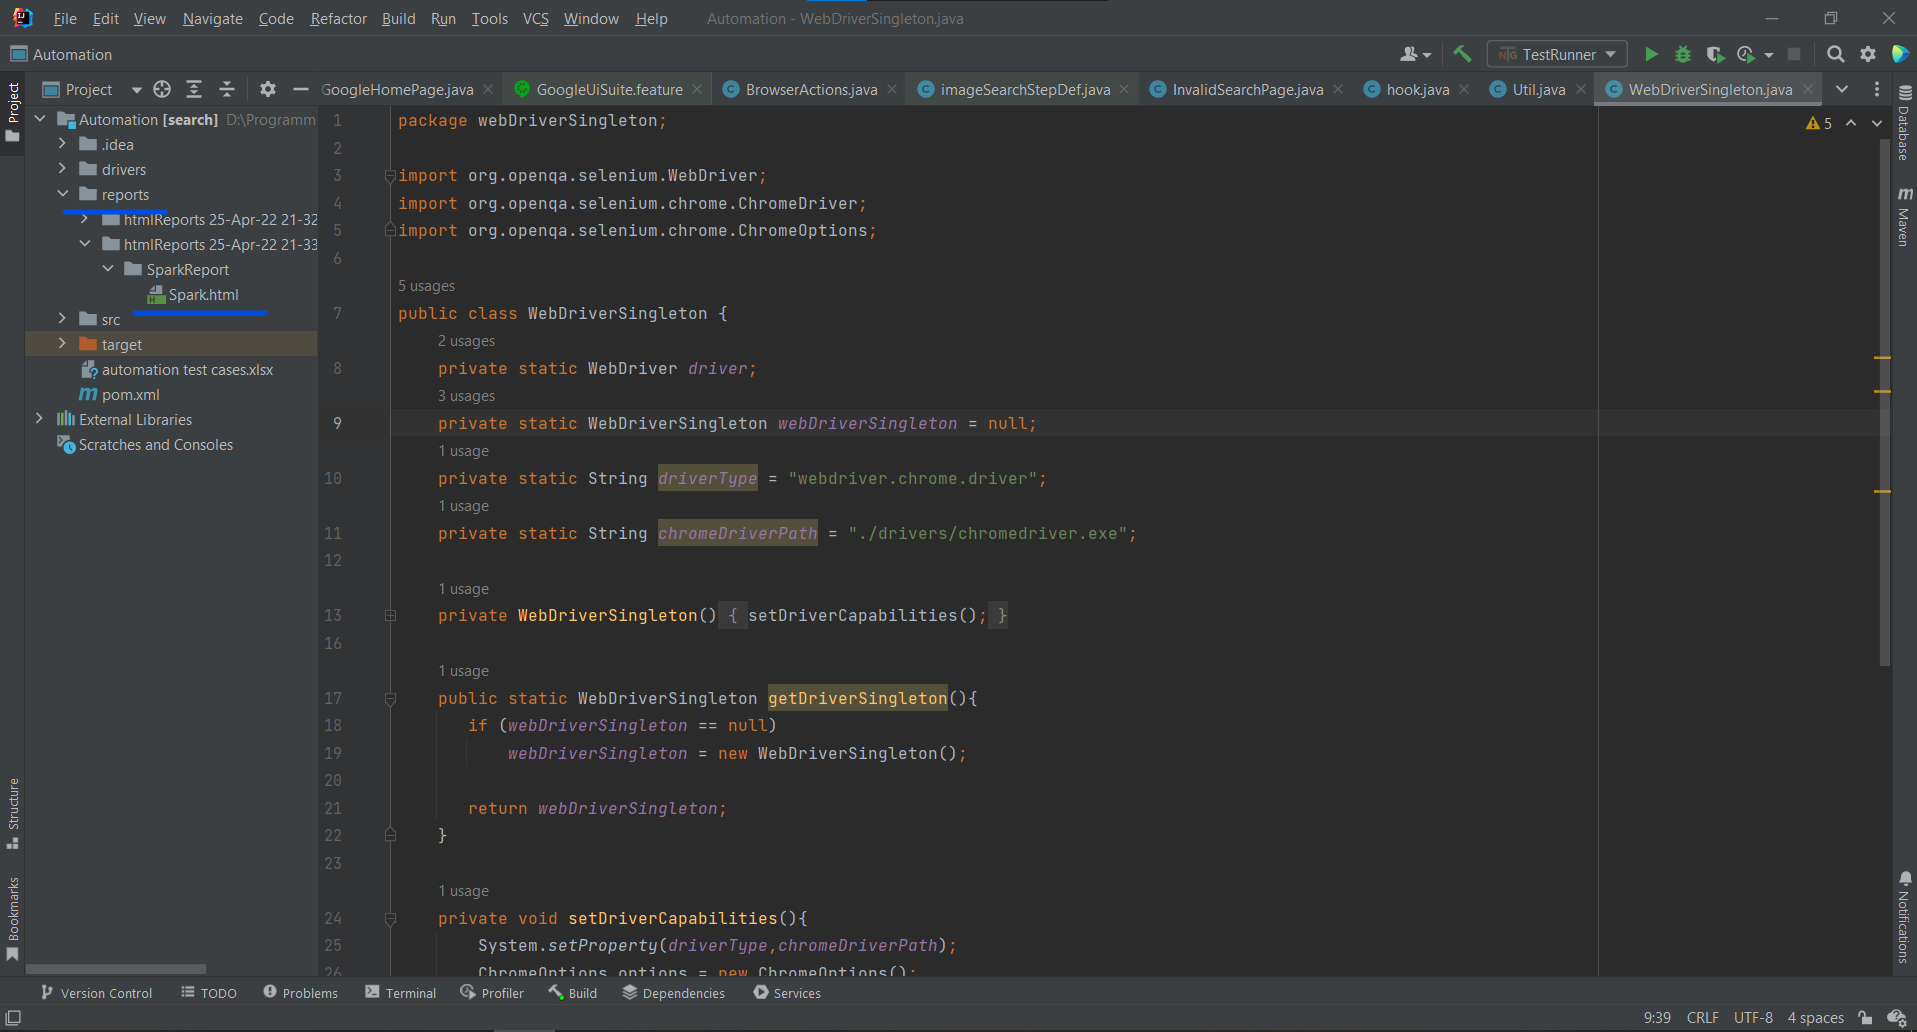 File Edit View Navigate Code Refactor Build Run Tools VCS Window Help Automation - WebDriverSingleton.java
Automation TestRunner
Project GoogleHomePage.java GoogleUiSuite.feature BrowserActions.java imageSearchStepDef.java InvalidSearchPage.java hook.java Util.java WebDriverSingleton.java
Project
Automation [search] D:\Programm
.idea
drivers
reports
htmlReports 25-Apr-22 21-32
htmlReports 25-Apr-22 21-33
SparkReport
Spark.html
src
target
automation test cases.xlsx
pom.xml
External Libraries
Scratches and Consoles
Structure
Bookmarks
5
1 package webDriverSingleton;
2
3 import org.openqa.selenium.WebDriver;
4 import org.openqa.selenium.chrome.ChromeDriver;
5 import org.openqa.selenium.chrome.ChromeOptions;
6
5 usages
7 public class WebDriverSingleton {
2 usages
8 private static WebDriver driver;
3 usages
9 private static WebDriverSingleton webDriverSingleton = null;
1 usage
10 private static String driverType = "webdriver.chrome.driver";
1 usage
11 private static String chromeDriverPath = "./drivers/chromedriver.exe";
12
1 usage
13 private WebDriverSingleton() { setDriverCapabilities(); }
16
1 usage
17 public static WebDriverSingleton getDriverSingleton(){
18 if (webDriverSingleton == null)
19 webDriverSingleton = new WebDriverSingleton();
20
21 return webDriverSingleton;
22 }
23
1 usage
24 private void setDriverCapabilities(){
25 System.setProperty(driverType,chromeDriverPath);
26 ChromeOptions options = new ChromeOptions();
Database
Maven
Notifications
Version Control TODO Problems Terminal Profiler Build Dependencies Services
9:39 CRLF UTF-8 4 spaces